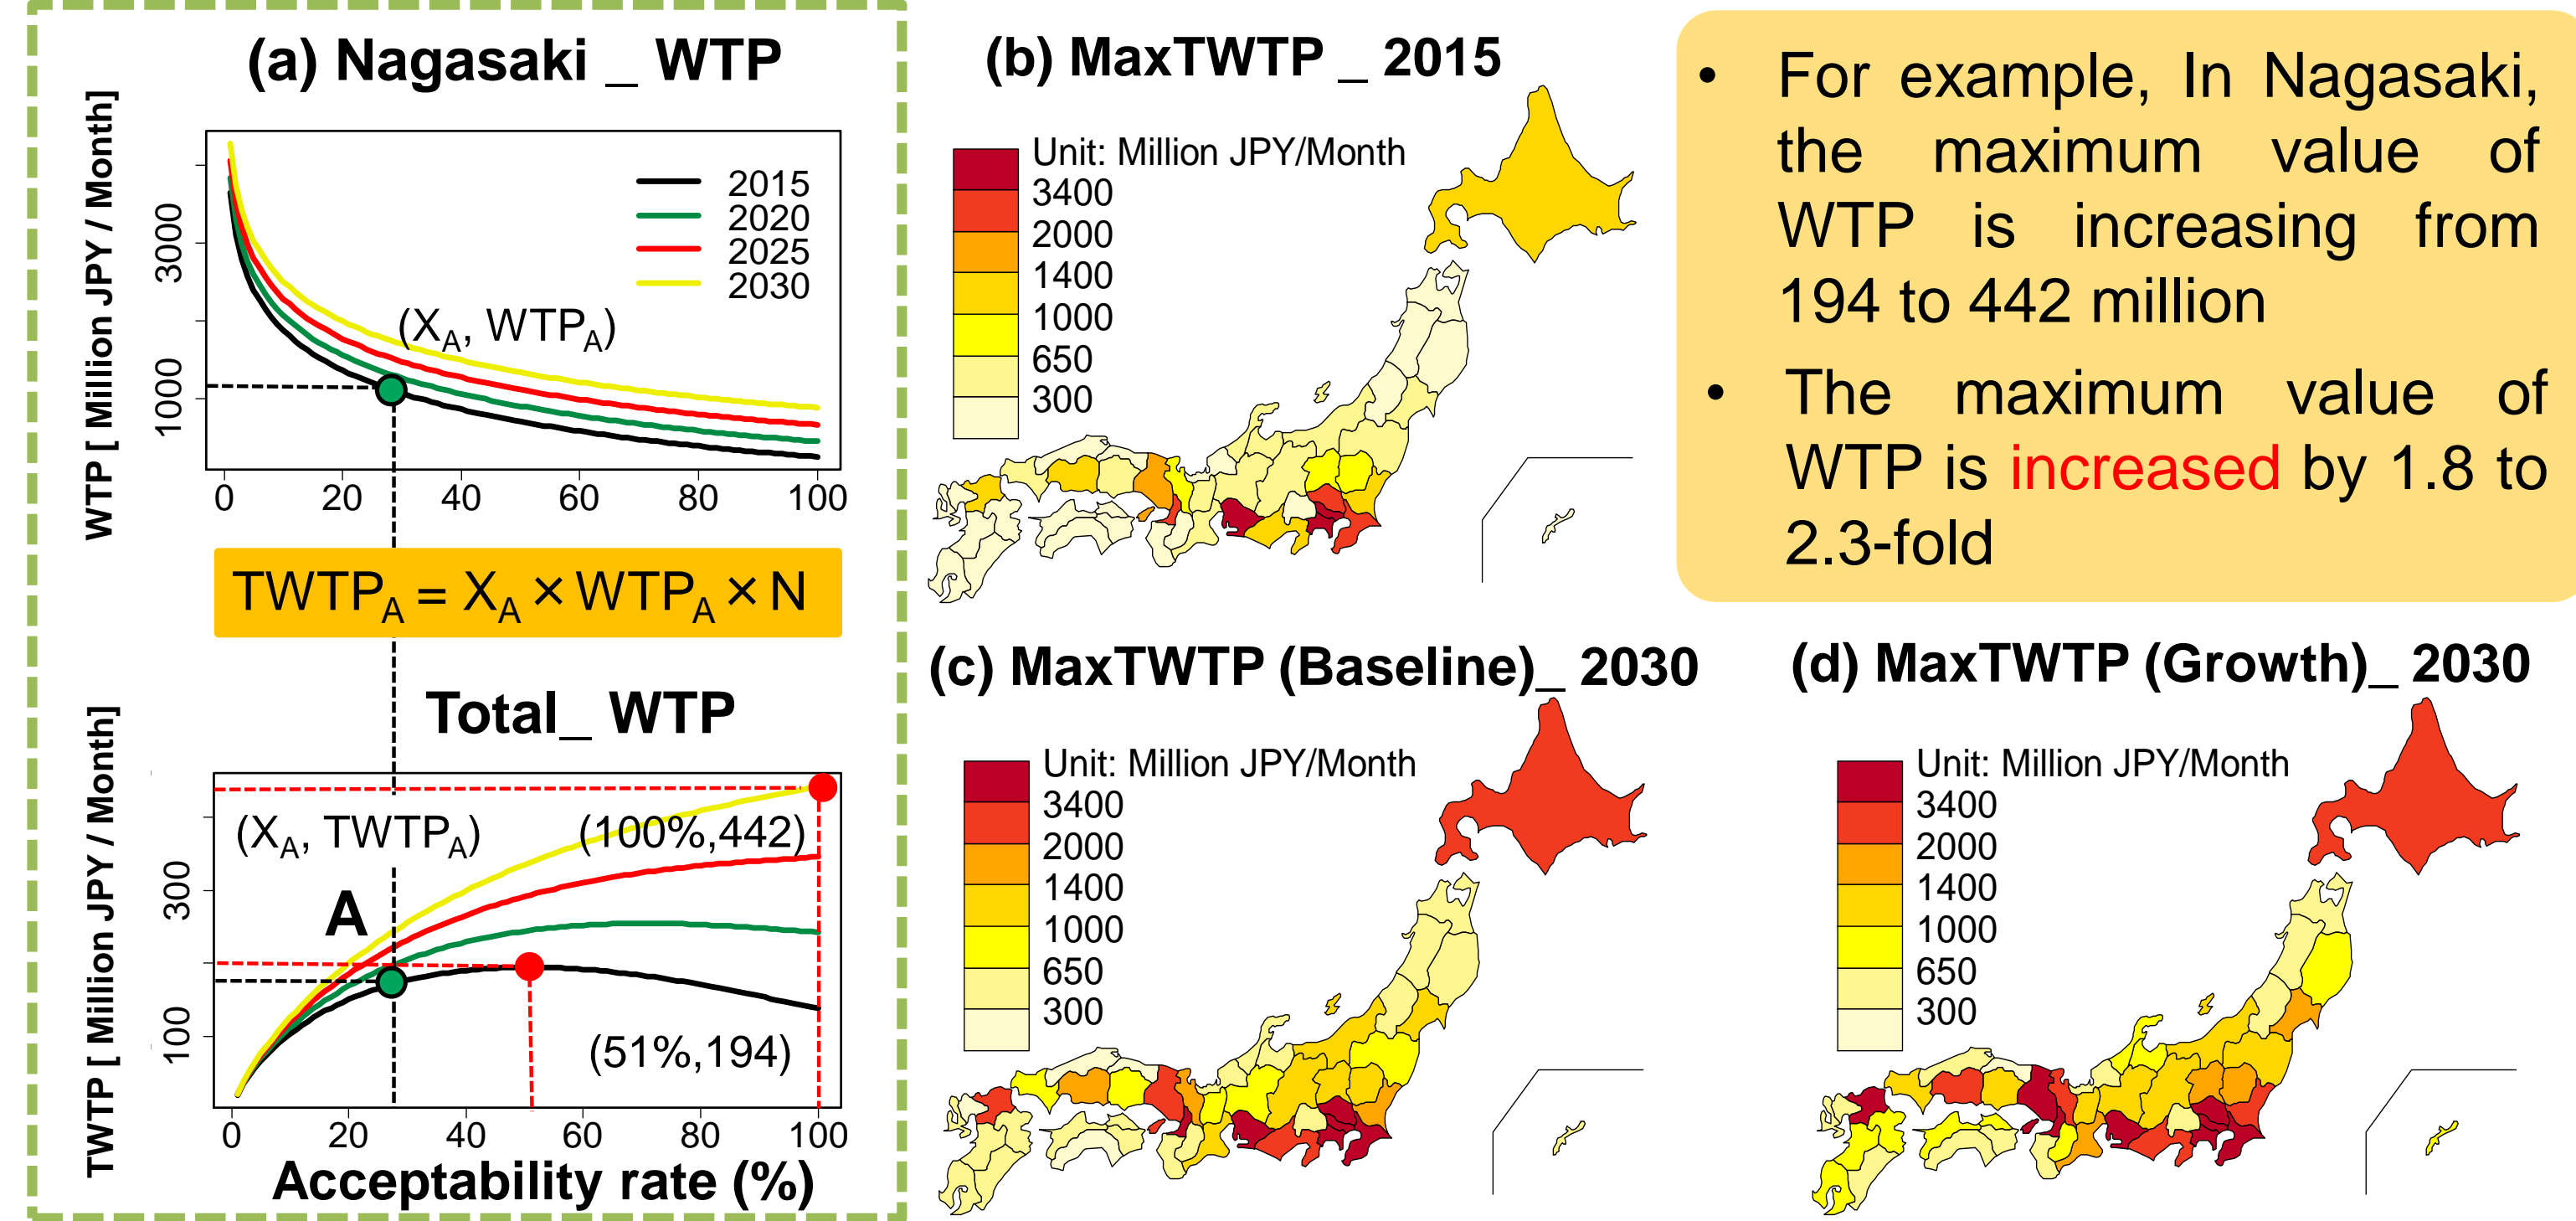 (a) Nagasaki _ WTP
WTP [ Million JPY / Month]
3000
1000
2015
2020
2025
2030
(XA, WTPA)
0 20 40 60 80 100
TWTPA = XA × WTPA × N
Total_ WTP
TWTP [ Million JPY / Month]
300
100
(XA, TWTPA)
(100%,442)
A
(51%,194)
0 20 40 60 80 100
Acceptability rate (%)
(b) MaxTWTP _ 2015
Unit: Million JPY/Month
3400
2000
1400
1000
650
300
• For example, In Nagasaki,
the maximum value of
WTP is increasing from
194 to 442 million
• The maximum value of
WTP is increased by 1.8 to
2.3-fold
(c) MaxTWTP (Baseline)_ 2030
Unit: Million JPY/Month
3400
2000
1400
1000
650
300
(d) MaxTWTP (Growth)_ 2030
Unit: Million JPY/Month
3400
2000
1400
1000
650
300